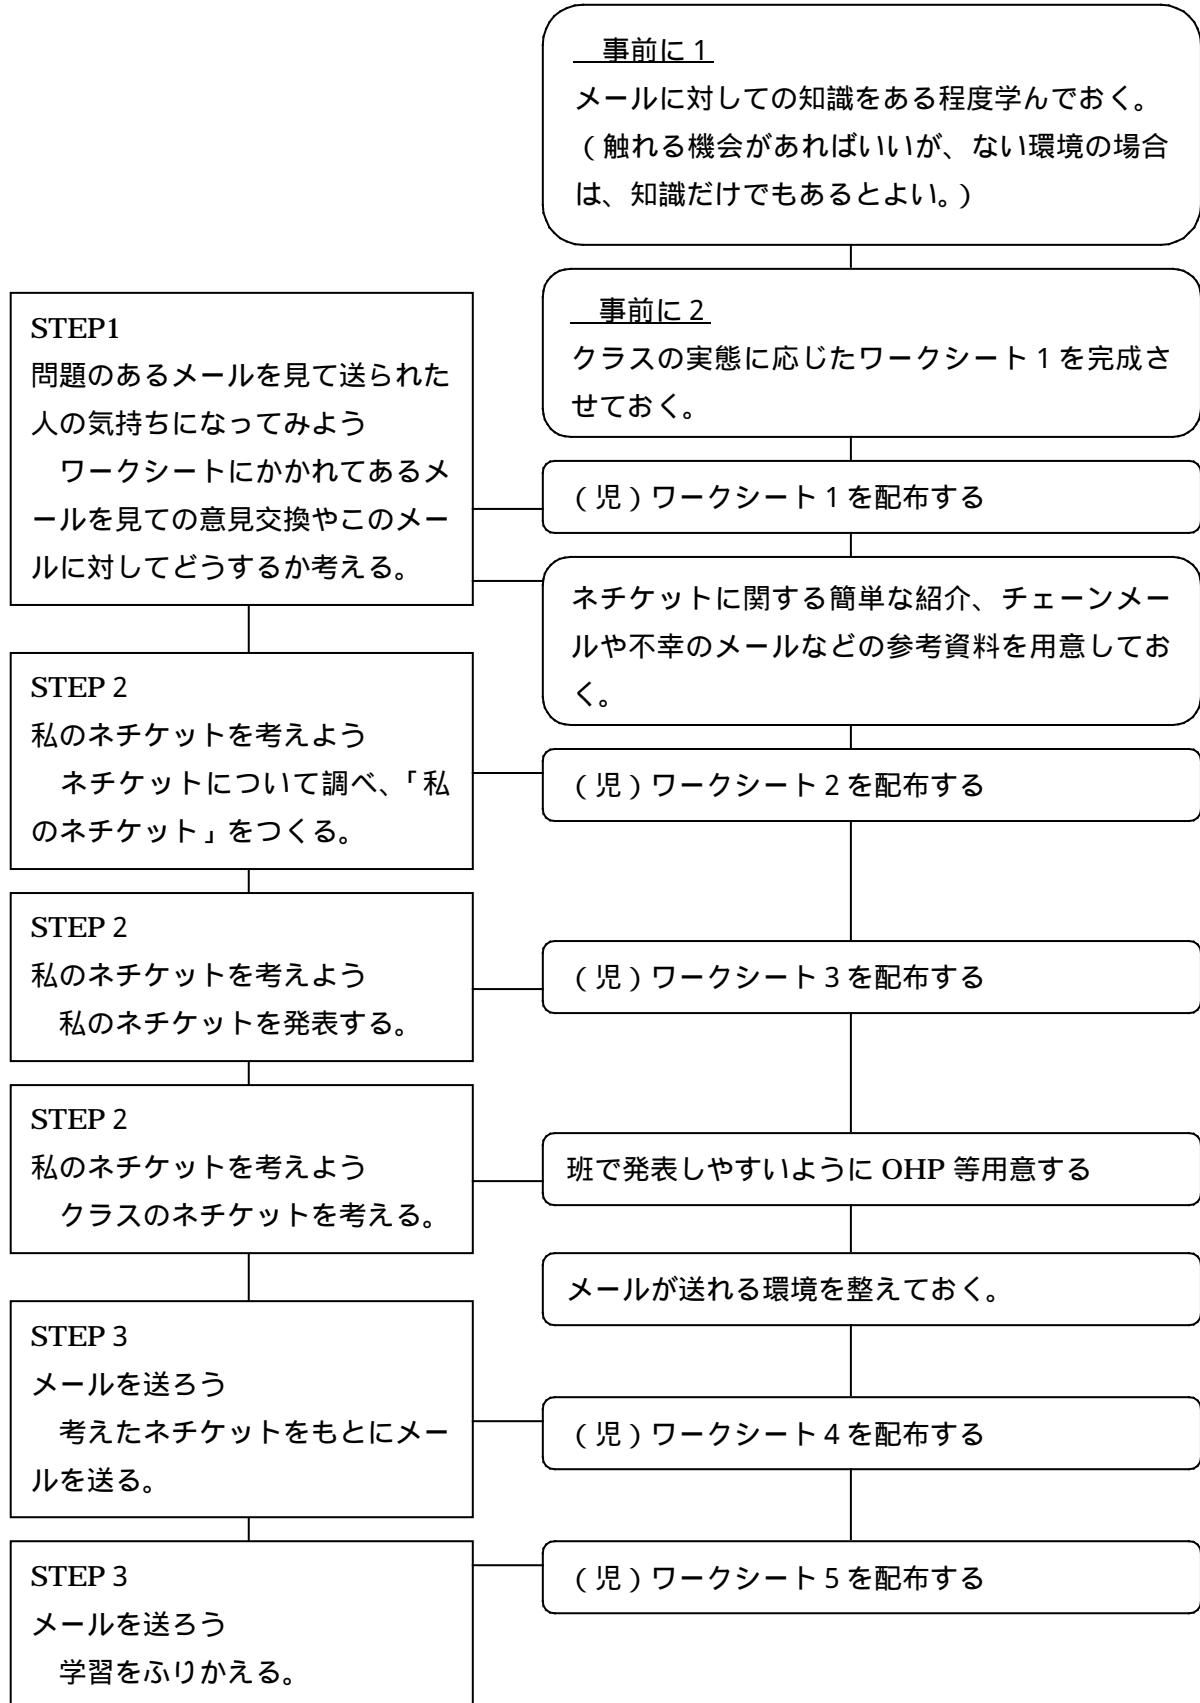 事前に1
メールに対しての知識をある程度学んでおく。
(触れる機会があればいいが、ない環境の場合
は、知識だけでもあるとよい。)
事前に2
クラスの実態に応じたワークシート1を完成さ
せておく。
STEP1
問題のあるメールを見て送られた
人の気持ちになってみよう
ワークシートにかかれてあるメ
ールを見ての意見交換やこのメー
ルに対してどうするか考える。
(児)ワークシート1を配布する
ネチケットに関する簡単な紹介、チェーンメー
ルや不幸のメールなどの参考資料を用意してお
く。
STEP 2
私のネチケットを考えよう
ネチケットについて調べ、「私
のネチケット」をつくる。
(児)ワークシート2を配布する
STEP 2
私のネチケットを考えよう
私のネチケットを発表する。
(児)ワークシート3を配布する
STEP 2
私のネチケットを考えよう
クラスのネチケットを考える。
班で発表しやすいように OHP 等用意する
メールが送れる環境を整えておく。
STEP 3
メールを送ろう
考えたネチケットをもとにメー
ルを送る。
(児)ワークシート4を配布する
STEP 3
メールを送ろう
学習をふりかえる。
(児)ワークシート5を配布する